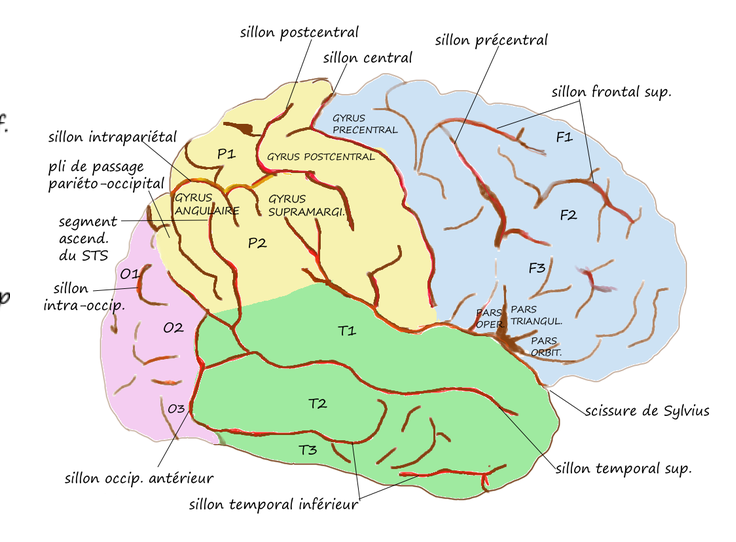 sillon postcentral
sillon central
sillon précentral
sillon frontal sup.
f.
sillon intrapariétal
pli de passage
pariéto-occipital
segment
ascend.
du STS
sillon
intra-occip.
p
GYRUS
PRECENTRAL
F1
P1
GYRUS POSTCENTRAL
GYRUS
ANGULAIRE
GYRUS
SUPRAMARGI.
F2
P2
F3
O1
O2
T1
PARS
OPER.
PARS
TRIANGUL.
PARS
ORBIT.
O3
T2
T3
scissure de Sylvius
sillon temporal sup.
sillon occip. antérieur
sillon temporal inférieur